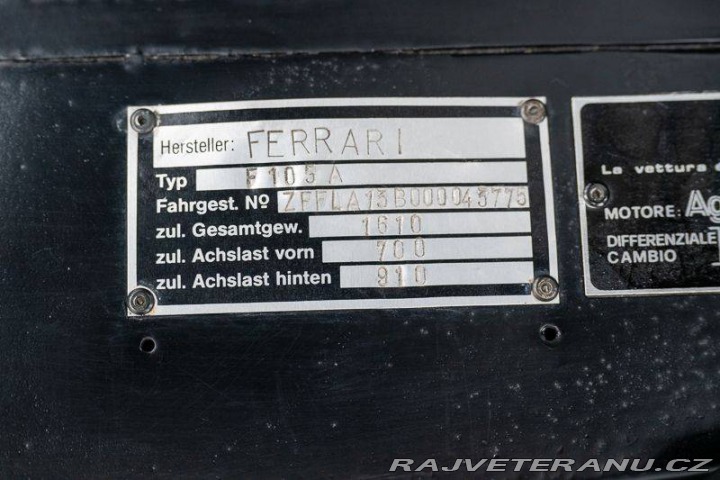 Hersteller: FERRARI
Typ F105A
Fahrgest. Nº ZFFLA13B000043775
zul. Gesamtgew. 1610
zul. Achslast vorn 700
zul. Achslast hinten 910
La vettura
MOTORE: Ag
DIFFERENZIALE
CAMBIO
RAJVETERANU.CZ